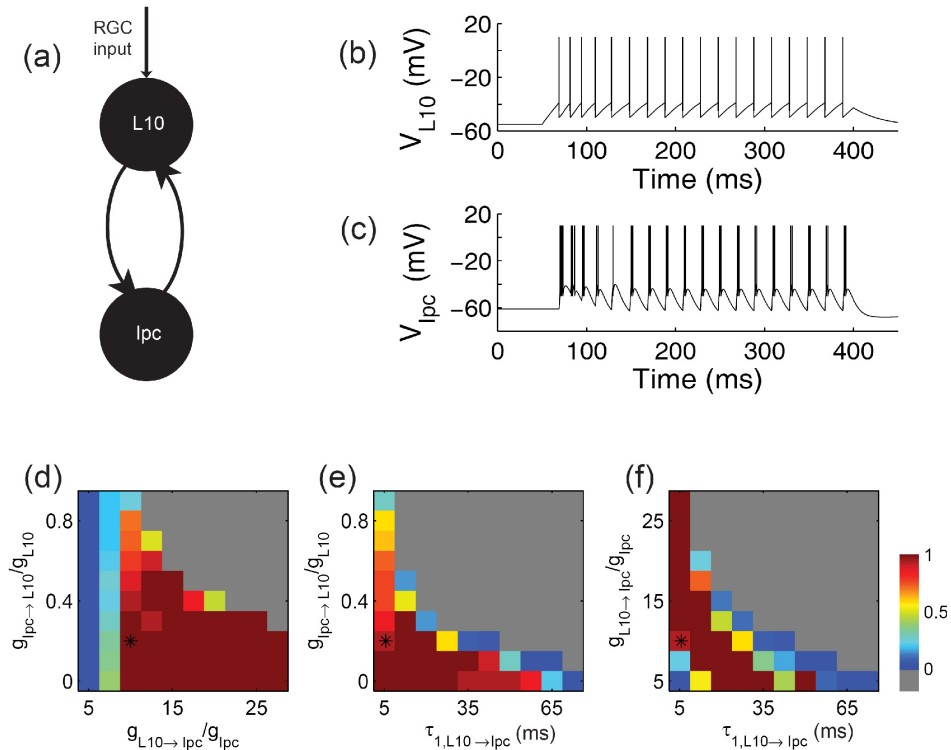 (a)
RGC
input
L10
Ipc
(b)
V_L10 (mV)
20
−20
−60
0 100 200 300 400
Time (ms)
(c)
V_Ipc (mV)
20
−20
−60
0 100 200 300 400
Time (ms)
(d)
g_Ipc→L10/g_L10
0.8
0.4
0
5 15 25
g_L10→Ipc/g_Ipc
(e)
g_Ipc→L10/g_L10
0.8
0.4
0
5 35 65
τ_1,L10→Ipc (ms)
(f)
g_L10→Ipc/g_Ipc
25
15
5
5 35 65
τ_1,L10→Ipc (ms)
1
0.5
0